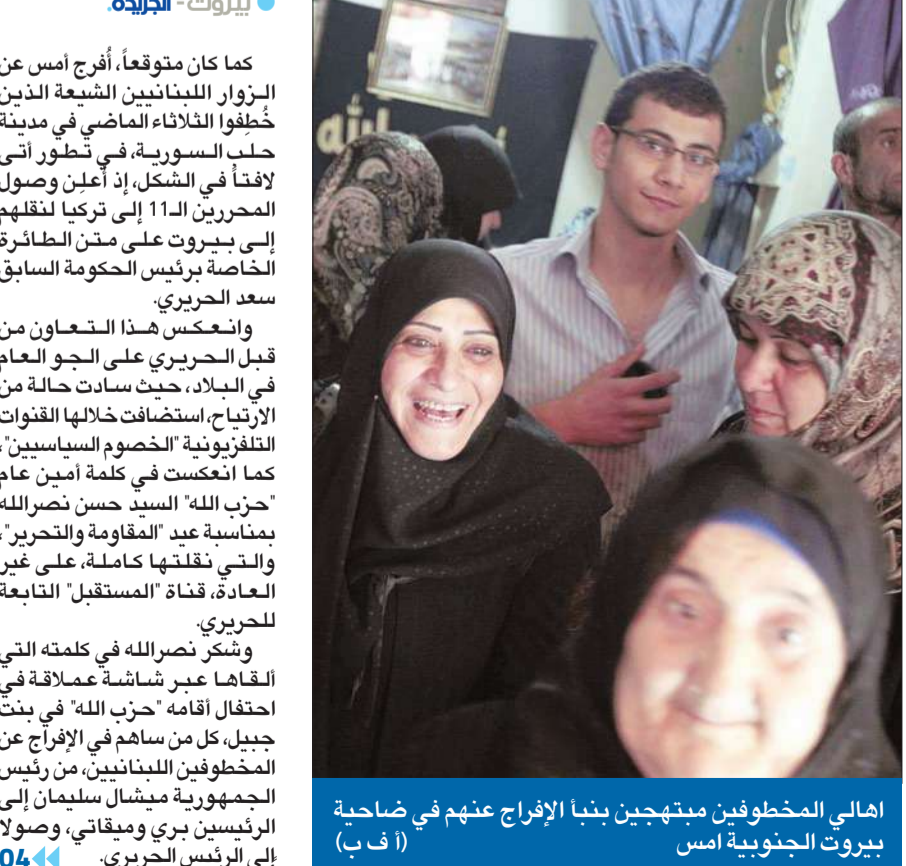 بيروت - الجريدة.
كما كان متوقعاً، أُفرج أمس عن
الزوار اللبنانيين الشيعة الذين
خُطِفوا الثلاثاء الماضي في مدينة
حلب السورية، في تطور أتى
لافتاً في الشكل، إذ أُعلِن وصول
المحررين الـ11 إلى تركيا لنقلهم
إلى بيروت على متن الطائرة
الخاصة برئيس الحكومة السابق
سعد الحريري.
وانعكس هذا التعاون من
قبل الحريري على الجو العام
في البلاد، حيث سادت حالة من
الارتياح، استضافت خلالها القنوات
التلفزيونية "الخصوم السياسيين"،
كما انعكست في كلمة أمين عام
"حزب الله" السيد حسن نصرالله
بمناسبة عيد "المقاومة والتحرير"،
والتي نقلتها كاملة، على غير
العادة، قناة "المستقبل" التابعة
للحريري.
وشكر نصرالله في كلمته التي
ألقاها عبر شاشة عملاقة في
احتفال أقامه "حزب الله" في بنت
جبيل، كل من ساهم في الإفراج عن
المخطوفين اللبنانيين، من رئيس
الجمهورية ميشال سليمان إلى
الرئيسين بري وميقاتي، وصولا
إلى الرئيس الحريري. 04
الله
اهالي المخطوفين مبتهجين بنبأ الإفراج عنهم في ضاحية
بيروت الجنوبية امس (أ ف ب)